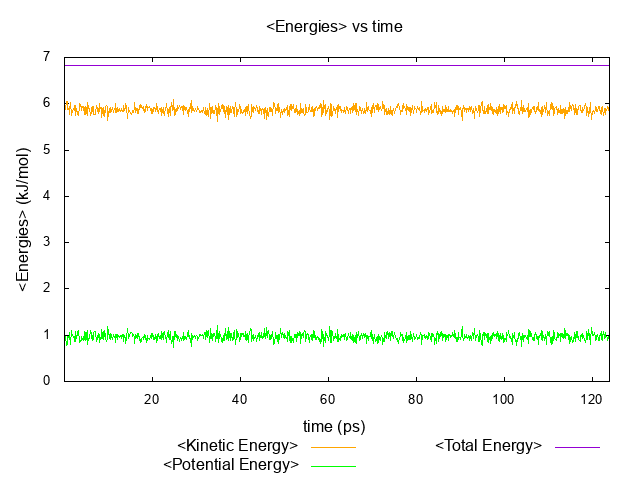 <Energies> vs time
7
6
5
4
3
2
1
0
<Energies> (kJ/mol)
20 40 60 80 100 120
time (ps)
<Kinetic Energy> <Total Energy>
<Potential Energy>